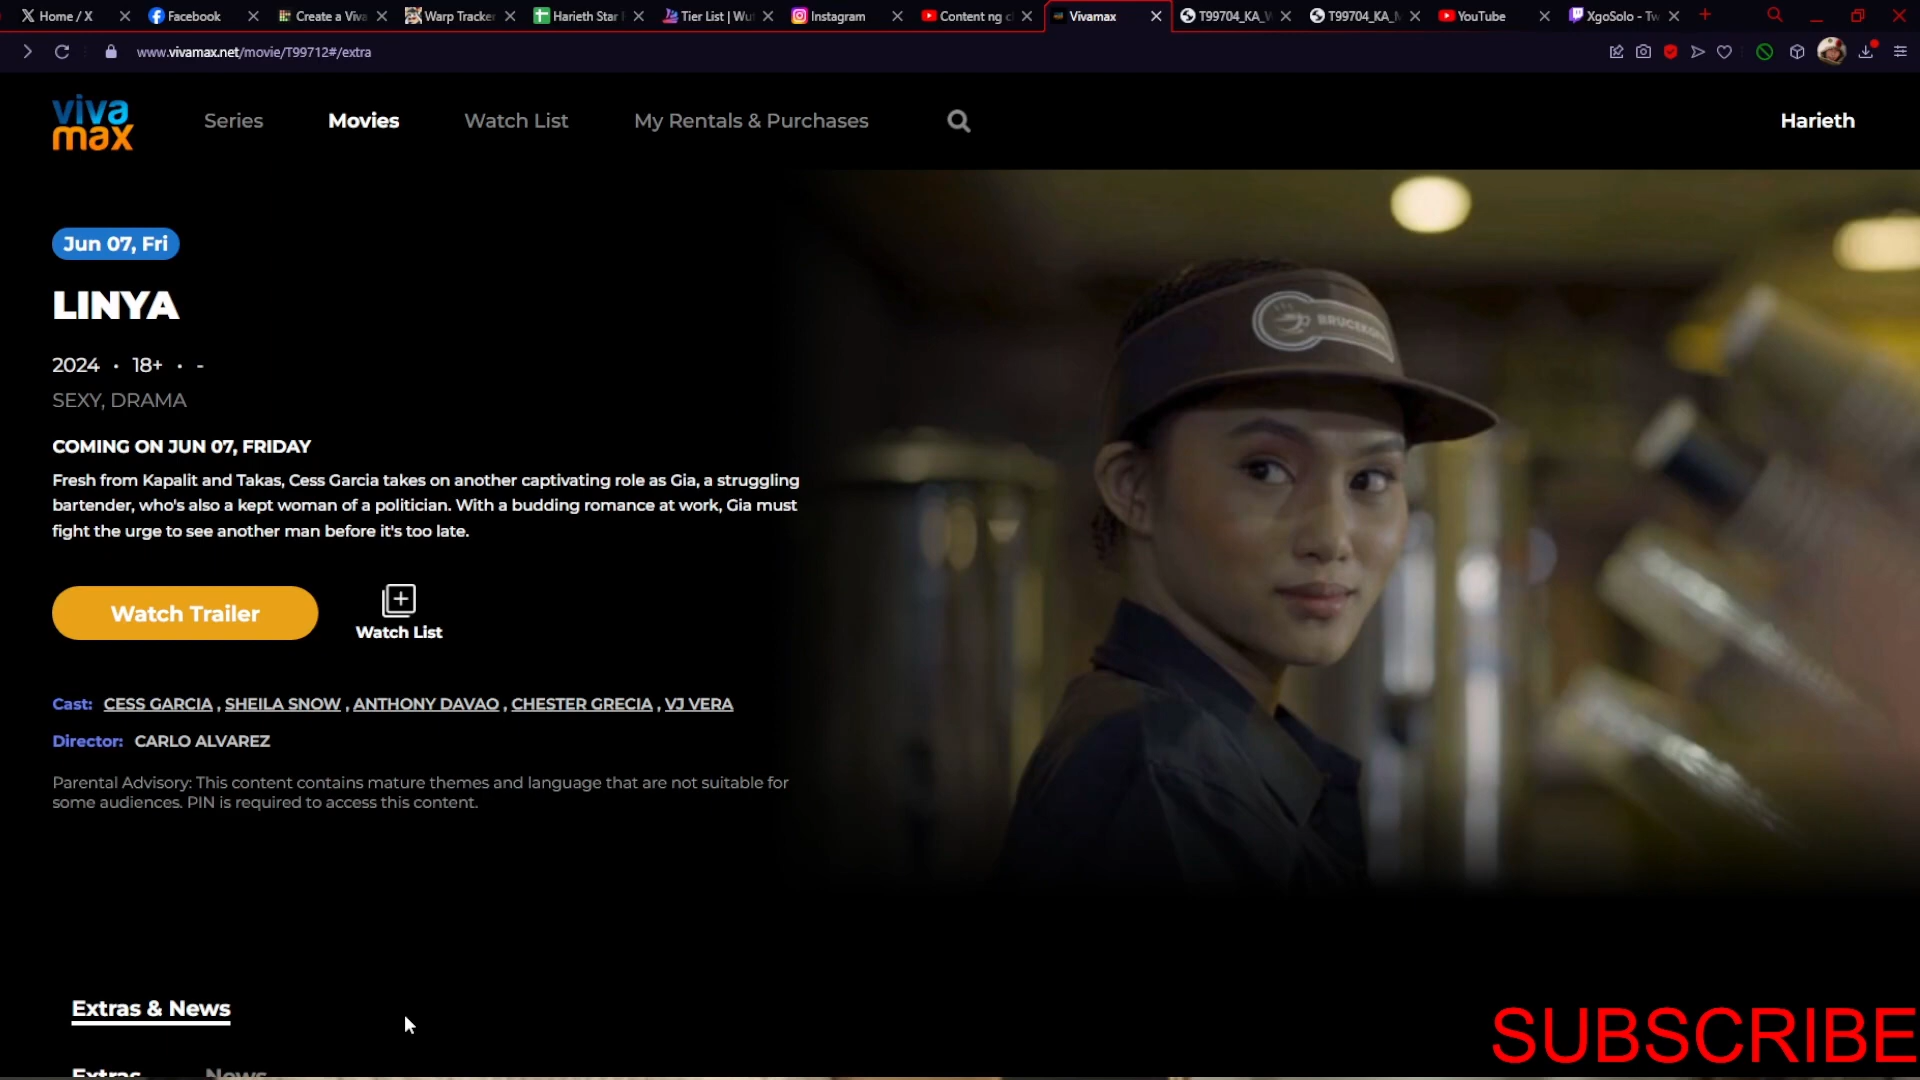 Home / X
Facebook
Create a Viva
Warp Tracker
Harieth Star
Tier List | Wu
Instagram
Content ng c
Vivamax
T99704_KA_
T99704_KA_
YouTube
XgoSolo - Tw
www.vivamax.net/movie/T99712#/extra
viva
max
Series
Movies
Watch List
My Rentals & Purchases
Harieth
Jun 07, Fri
LINYA
2024 • 18+ • -
SEXY, DRAMA
COMING ON JUN 07, FRIDAY
Fresh from Kapalit and Takas, Cess Garcia takes on another captivating role as Gia, a struggling
bartender, who's also a kept woman of a politician. With a budding romance at work, Gia must
fight the urge to see another man before it's too late.
Watch Trailer
Watch List
Cast: CESS GARCIA , SHEILA SNOW , ANTHONY DAVAO , CHESTER GRECIA , VJ VERA
Director: CARLO ALVAREZ
Parental Advisory: This content contains mature themes and language that are not suitable for
some audiences. PIN is required to access this content.
Extras & News
Extras
News
SUBSCRIBE